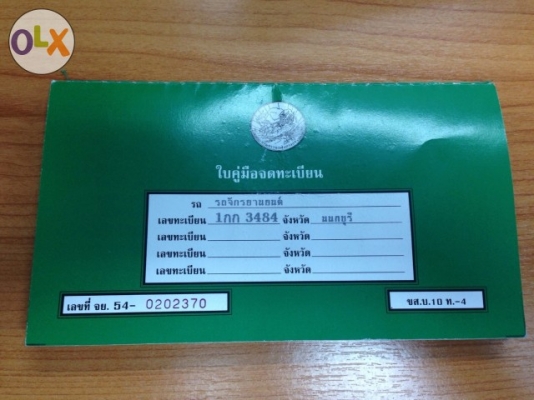 OLX
ใบคู่มือจดทะเบียน
รถ รถจักรยานยนต์
เลขทะเบียน 1กก 3484 จังหวัด นนทบุรี
เลขทะเบียน จังหวัด
เลขทะเบียน จังหวัด
เลขทะเบียน จังหวัด
เลขที่ จย. 54- 0202370
ขส.บ.10 ท.-4